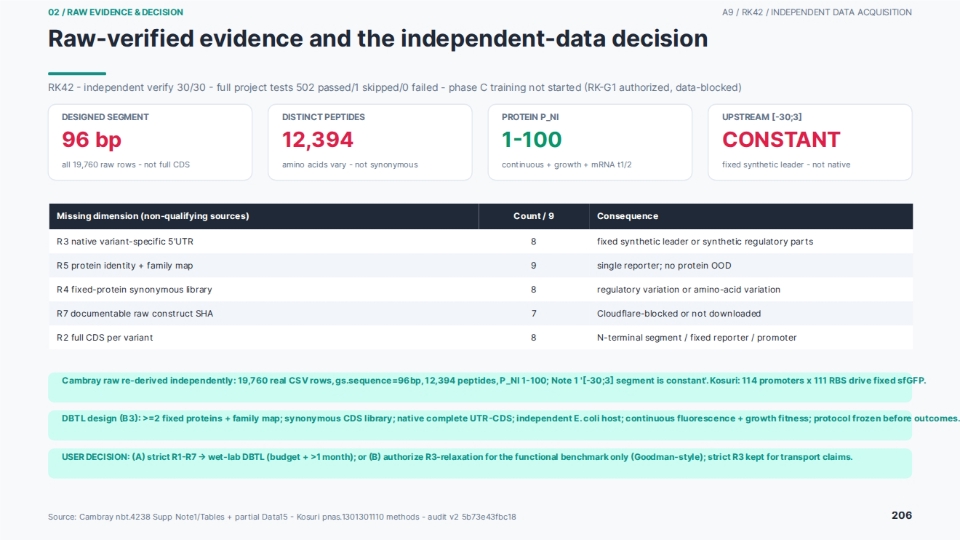 02 / RAW EVIDENCE & DECISION
A9 / RK42 / INDEPENDENT DATA ACQUISITION
Raw-verified evidence and the independent-data decision
RK42 - independent verify 30/30 - full project tests 502 passed/1 skipped/0 failed - phase C training not started (RK-G1 authorized, data-blocked)
DESIGNED SEGMENT
96 bp
all 19,760 raw rows - not full CDS
DISTINCT PEPTIDES
12,394
amino acids vary - not synonymous
PROTEIN P_NI
1-100
continuous + growth + mRNA t1/2
UPSTREAM [-30;3]
CONSTANT
fixed synthetic leader - not native
Missing dimension (non-qualifying sources) Count / 9 Consequence
R3 native variant-specific 5'UTR 8 fixed synthetic leader or synthetic regulatory parts
R5 protein identity + family map 9 single reporter; no protein OOD
R4 fixed-protein synonymous library 8 regulatory variation or amino-acid variation
R7 documentable raw construct SHA 7 Cloudflare-blocked or not downloaded
R2 full CDS per variant 8 N-terminal segment / fixed reporter / promoter
Cambray raw re-derived independently: 19,760 real CSV rows, gs.sequence=96bp, 12,394 peptides, P_NI 1-100; Note 1 '[-30;3] segment is constant'. Kosuri: 114 promoters x 111 RBS drive fixed sfGFP.
DBTL design (B3): >=2 fixed proteins + family map; synonymous CDS library; native complete UTR-CDS; independent E.coli host; continuous fluorescence + growth fitness; protocol frozen before outcomes.
USER DECISION: (A) strict R1-R7 → wet-lab DBTL (budget + >1 month); or (B) authorize R3-relaxation for the functional benchmark only (Goodman-style); strict R3 kept for transport claims.
Source: Cambray nbt.4238 Supp Note1/Tables + partial Data15 - Kosuri pnas.1301301110 methods - audit v2 5b73e43fbc18
206